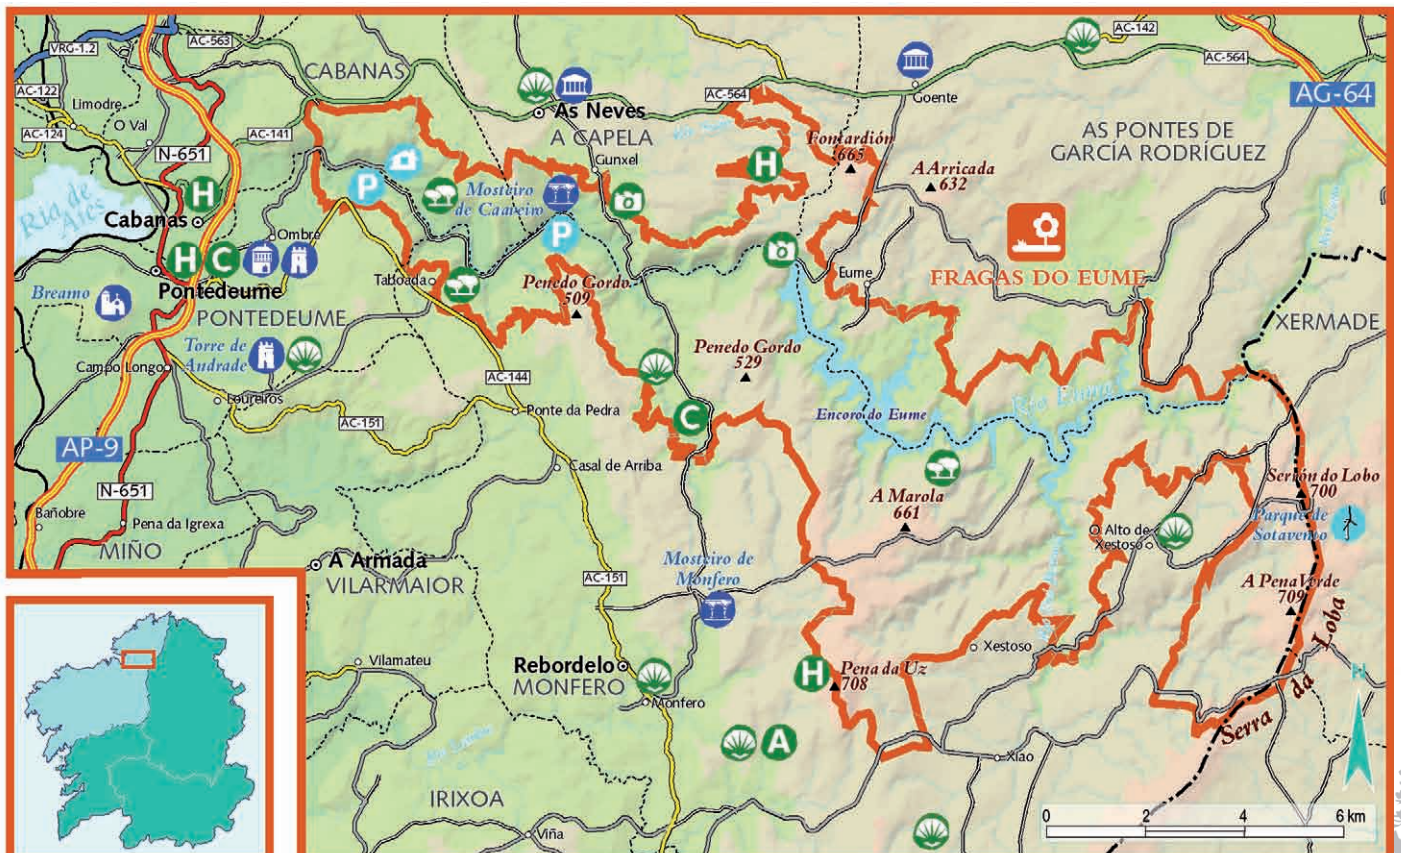 VRG-1.2
AC-563
CABANAS
AC-142
AC-564
AG-64
AC-122
Limodre
O Val
AC-124
AC-141
N-651
As Neves
A CAPELA
Gunxel
AC-564
Goente
Fontardión
665
A Arricada
632
AS PONTES DE
GARCÍA RODRÍGUEZ
Ría de
Ares
H
Cabanas
P
Mosteiro
de Caaveiro
H
P
FRAGAS DO EUME
Ombre
H
C
Pontedeume
PONTEDEUME
Breamo
Taboada
Penedo Gordo
509
Eume
XERMADE
Torre de
Andrade
Campo Longo
Loureiros
AC-144
Penedo Gordo
529
Ponte da Pedra
AC-151
C
Encoro do Eume
Río Eume
AP-9
N-651
Casal de Arriba
Bañobre
Pena da Igrexa
MIÑO
A Marola
661
Serrón do Lobo
700
Alto de
Xestoso
Parque de
Sotavento
A Armada
VILARMAIOR
AC-151
Mosteiro de
Monfero
A Pena Verde
709
Vilamateu
Rebordelo
MONFERO
Monfero
H
Pena da Uz
708
Xestoso
Serra da Loba
N
A
Xiao
IRIXOA
Viña
0 2 4 6 km